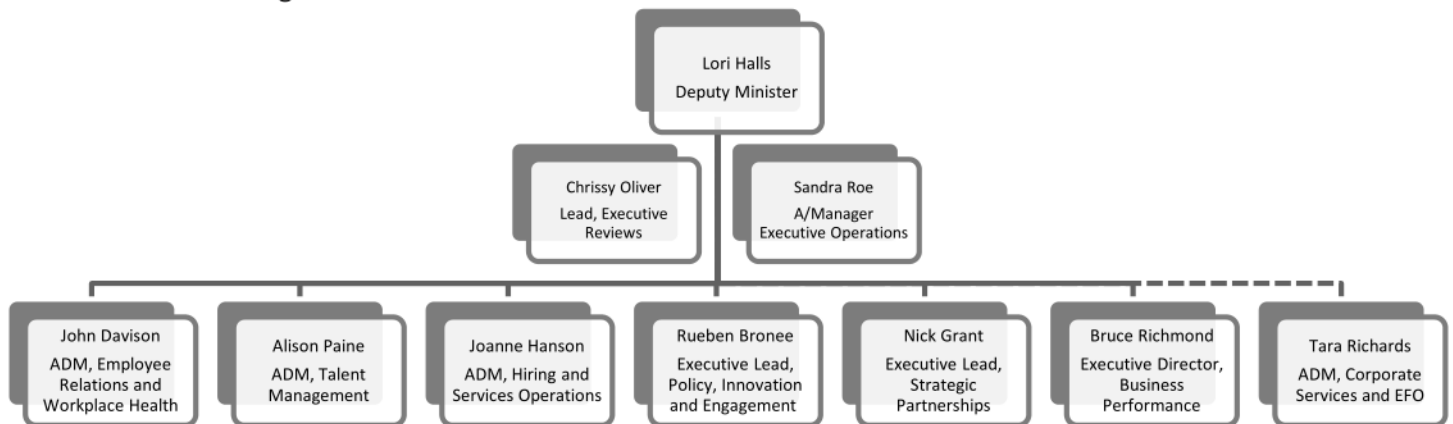 Lori Halls
Deputy Minister
Chrissy Oliver
Lead, Executive
Reviews
Sandra Roe
A/Manager
Executive Operations
John Davison
ADM, Employee
Relations and
Workplace Health
Alison Paine
ADM, Talent
Management
Joanne Hanson
ADM, Hiring and
Services Operations
Rueben Bronee
Executive Lead,
Policy, Innovation
and Engagement
Nick Grant
Executive Lead,
Strategic
Partnerships
Bruce Richmond
Executive Director,
Business
Performance
Tara Richards
ADM, Corporate
Services and EFO